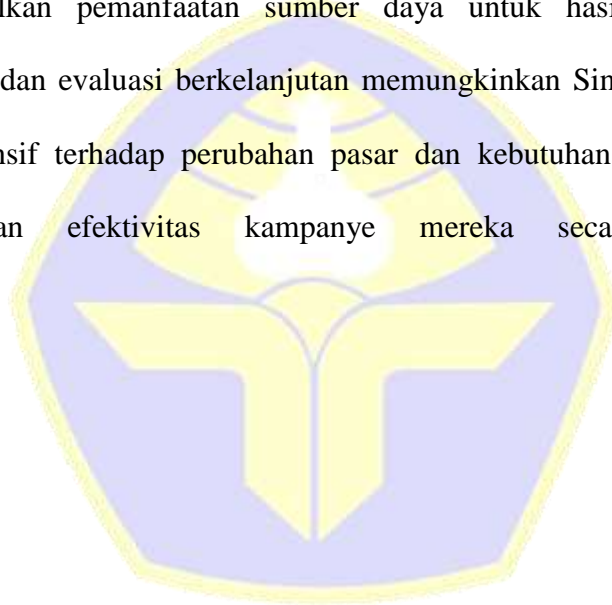 lkan pemanfaatan sumber daya untuk hasi
dan evaluasi berkelanjutan memungkinkan Sin
nsif terhadap perubahan pasar dan kebutuhan
an efektivitas kampanye mereka seca